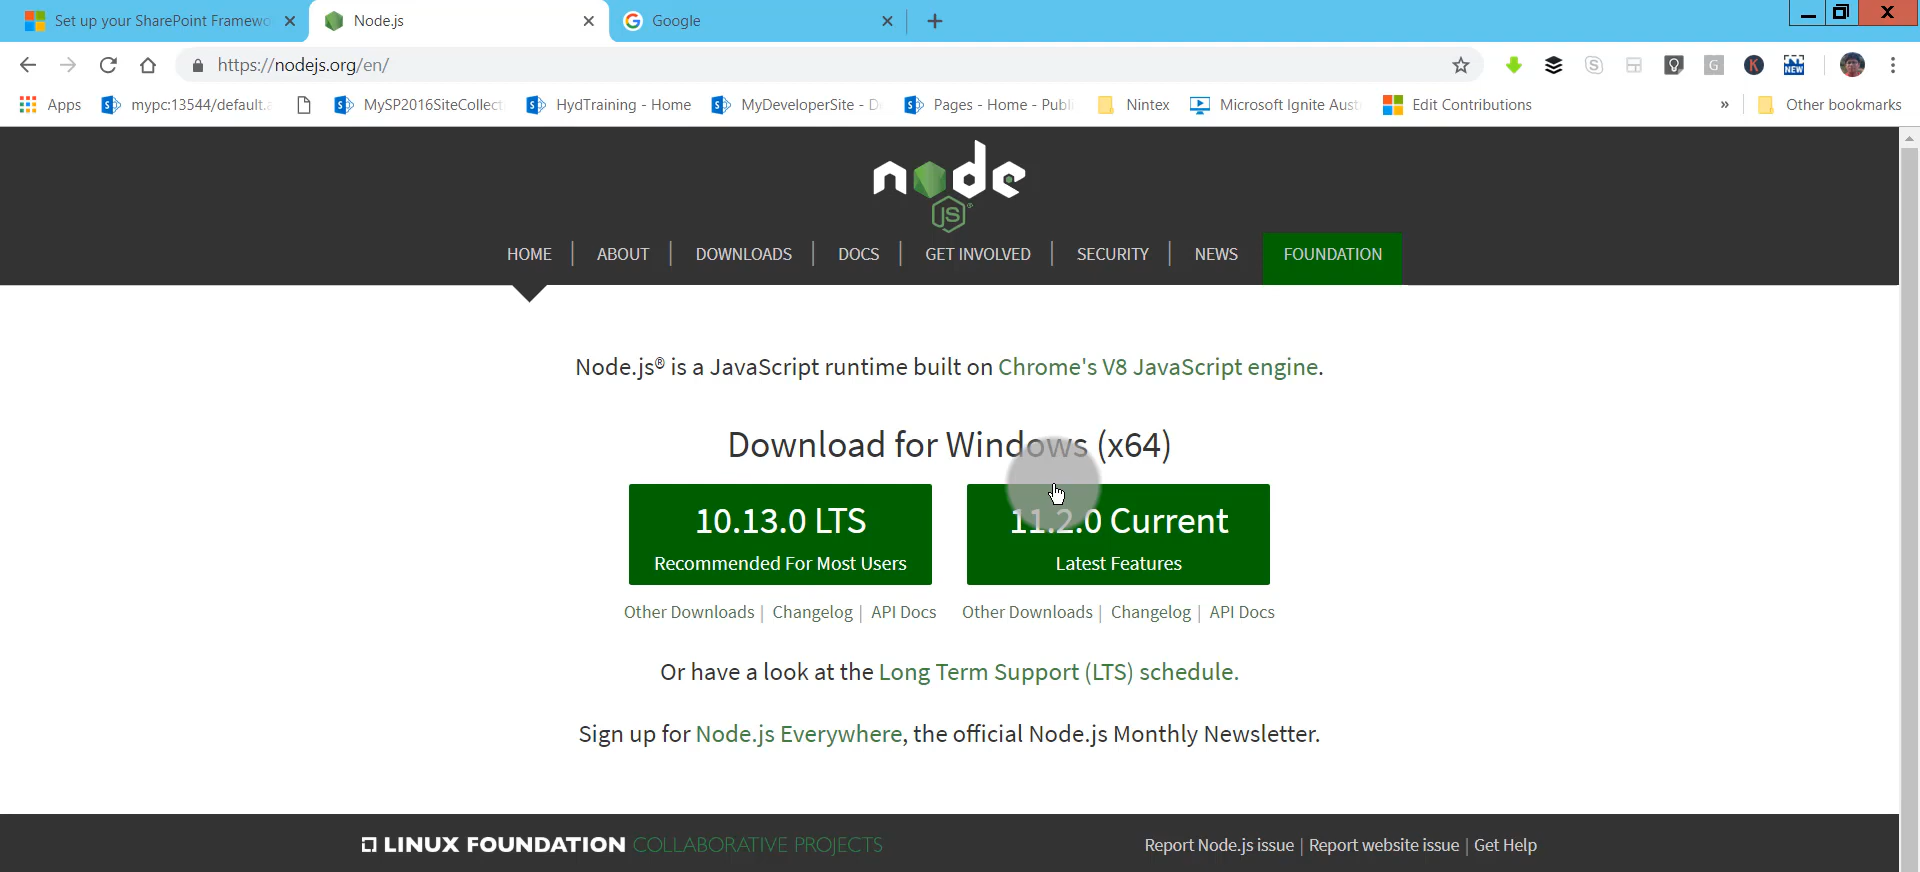 Set up your SharePoint Framewo
Node.js
Google
https://nodejs.org/en/
Apps
mypc:13544/default.a
MySP2016SiteCollect
HydTraining - Home
MyDeveloperSite - De
Pages - Home - Publi
Nintex
Microsoft Ignite Aust
Edit Contributions
»
Other bookmarks
node
JS
HOME | ABOUT | DOWNLOADS | DOCS | GET INVOLVED | SECURITY | NEWS FOUNDATION
Node.js® is a JavaScript runtime built on Chrome's V8 JavaScript engine.
Download for Windows (x64)
10.13.0 LTS
Recommended For Most Users
Other Downloads | Changelog | API Docs
11.2.0 Current
Latest Features
Other Downloads | Changelog | API Docs
Or have a look at the Long Term Support (LTS) schedule.
Sign up for Node.js Everywhere, the official Node.js Monthly Newsletter.
LINUX FOUNDATION COLLABORATIVE PROJECTS
Report Node.js issue | Report website issue | Get Help